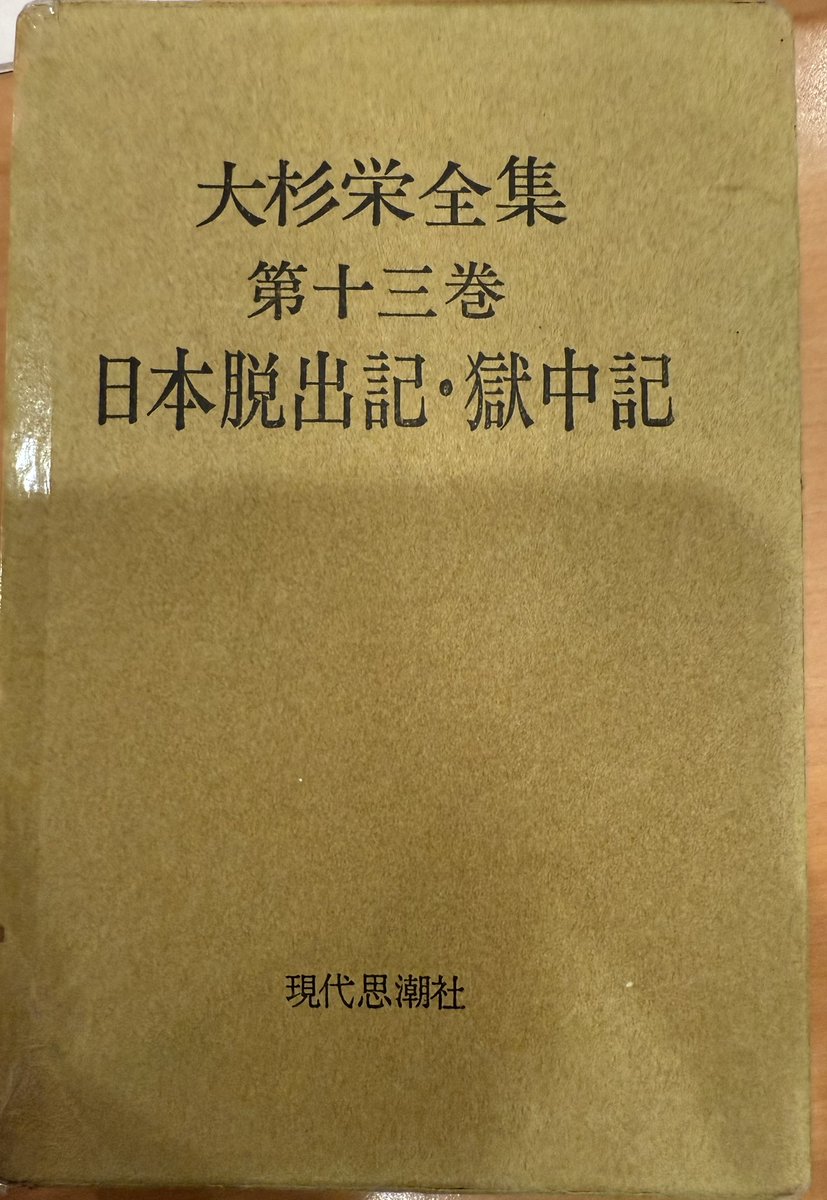 大杉栄全集
第十三巻
日本脱出記・獄中記
現代思潮社